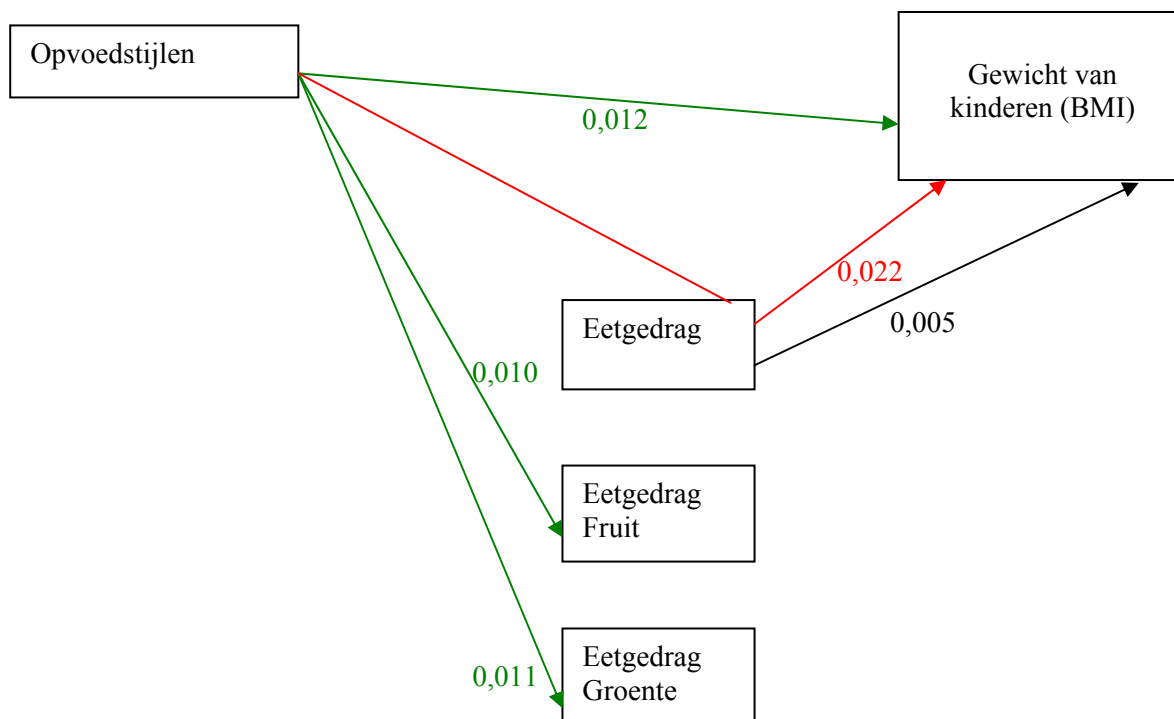 Opvoedstijlen
Gewicht van
kinderen (BMI)
0,012
0,022
Eetgedrag
0,005
0,010
Eetgedrag
Fruit
Eetgedrag
Groente
0,011